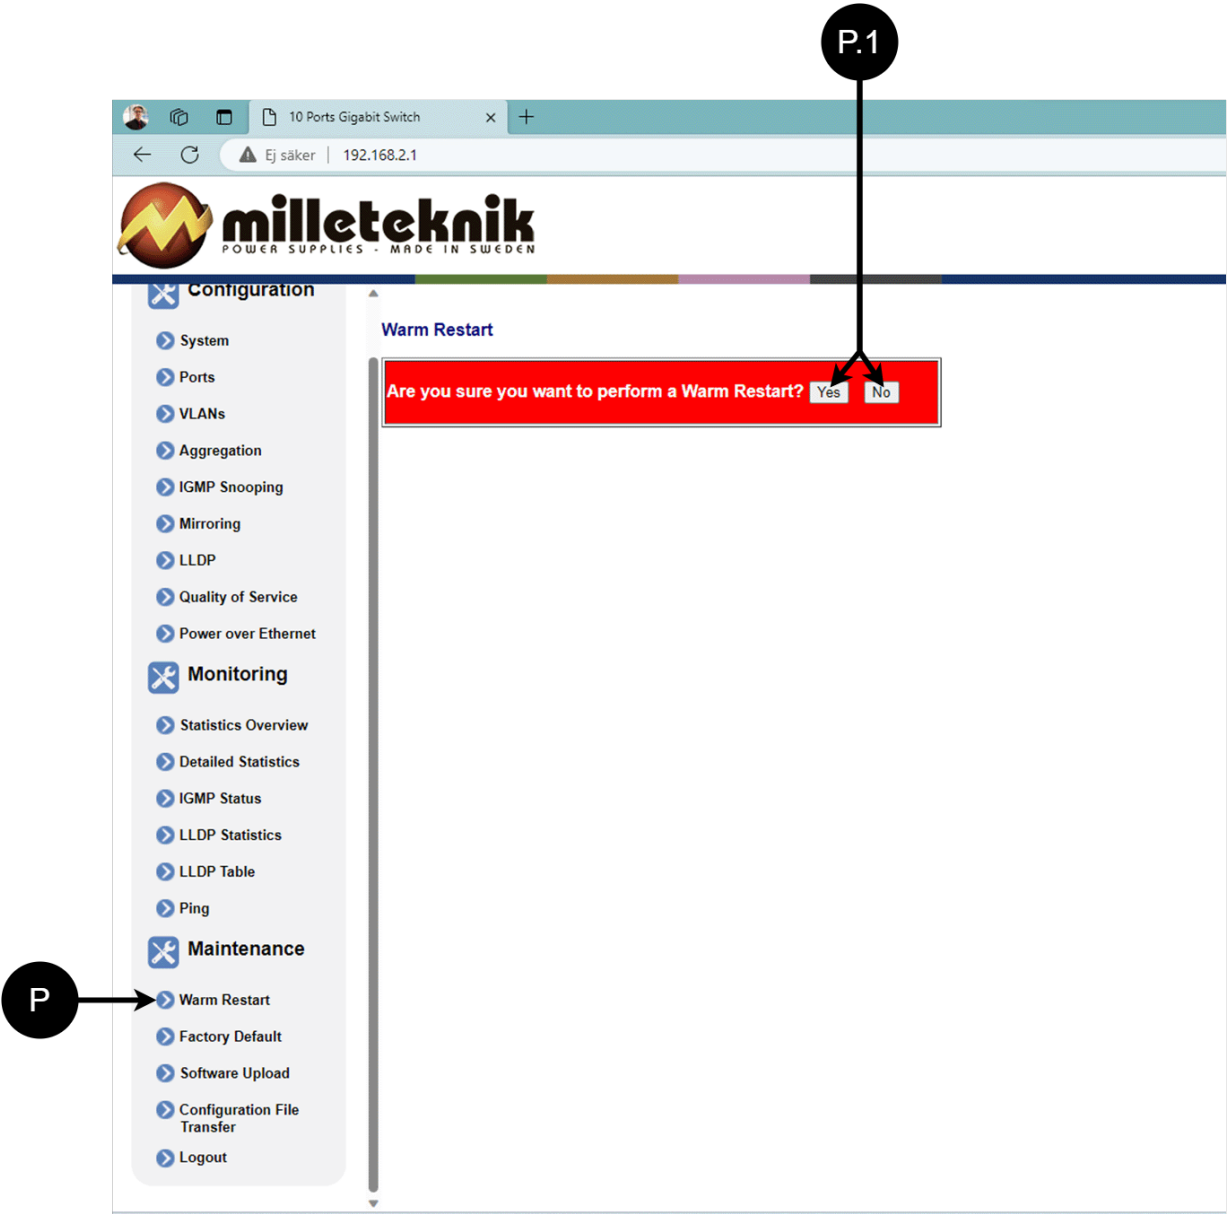 P.1
10 Ports Gigabit Switch
Ej säker | 192.168.2.1
milleteknik
POWER SUPPLIES - MADE IN SWEDEN
Configuration
System
Ports
VLANs
Aggregation
IGMP Snooping
Mirroring
LLDP
Quality of Service
Power over Ethernet
Monitoring
Statistics Overview
Detailed Statistics
IGMP Status
LLDP Statistics
LLDP Table
Ping
Maintenance
P
Warm Restart
Factory Default
Software Upload
Configuration File
Transfer
Logout
Warm Restart
Are you sure you want to perform a Warm Restart? Yes No